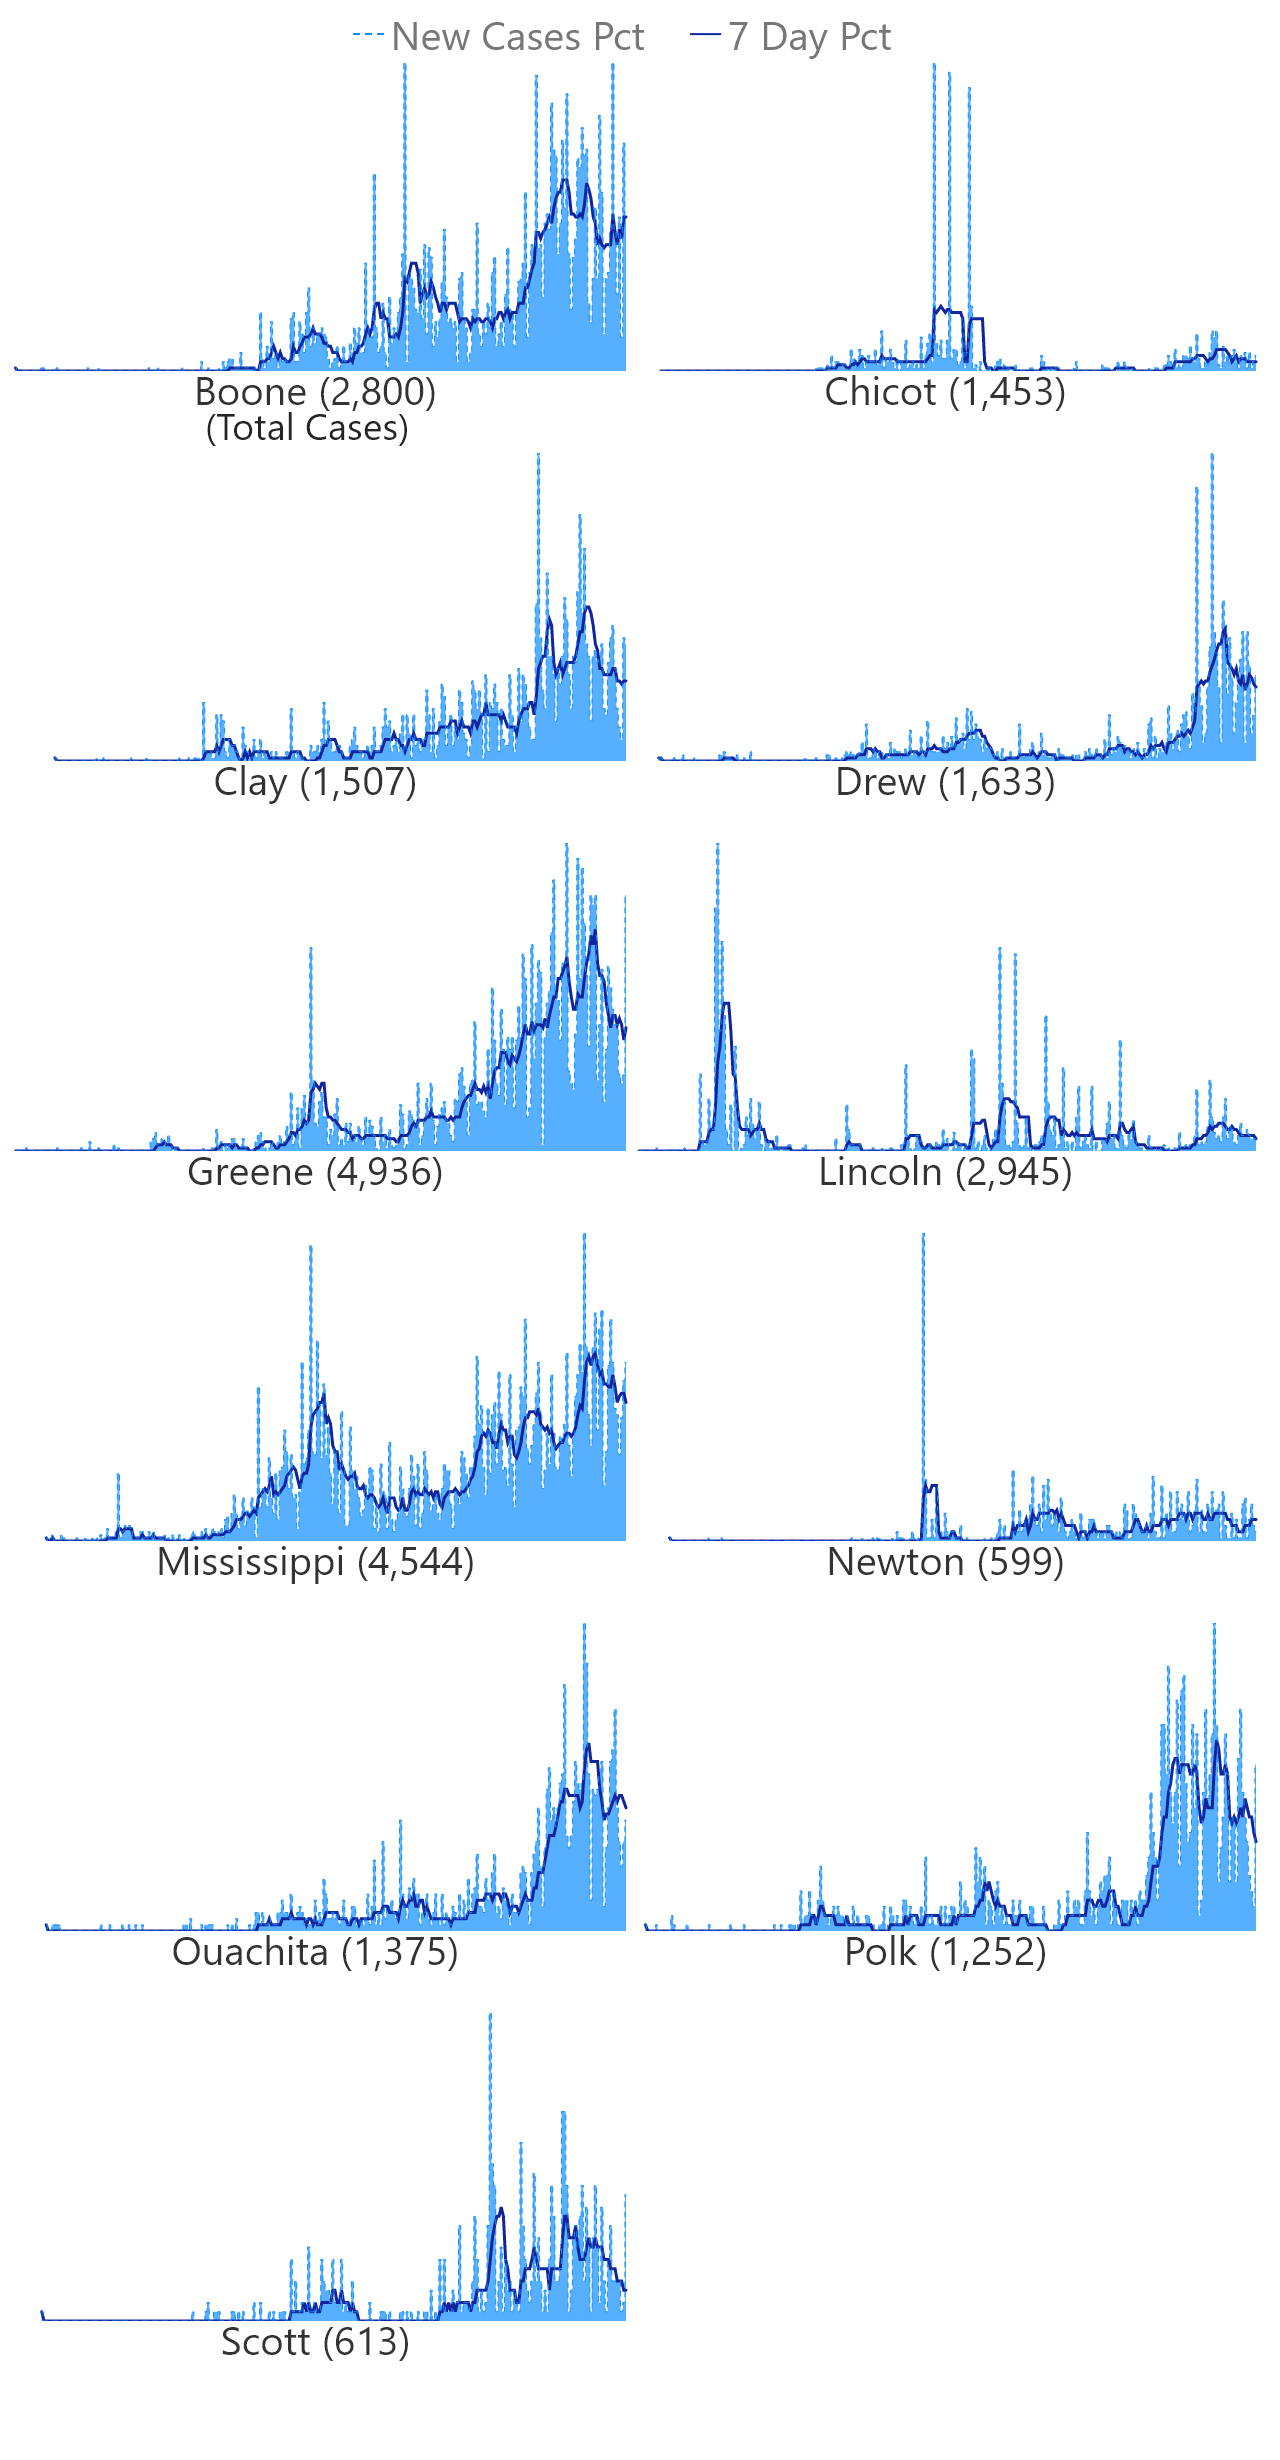 New Cases Pct 7 Day Pct
Boone (2,800) Chicot (1,453)
(Total Cases)
Clay (1,507) Drew (1,633)
Greene (4,936) Lincoln (2,945)
Mississippi (4,544) Newton (599)
Ouachita (1,375) Polk (1,252)
Scott (613)